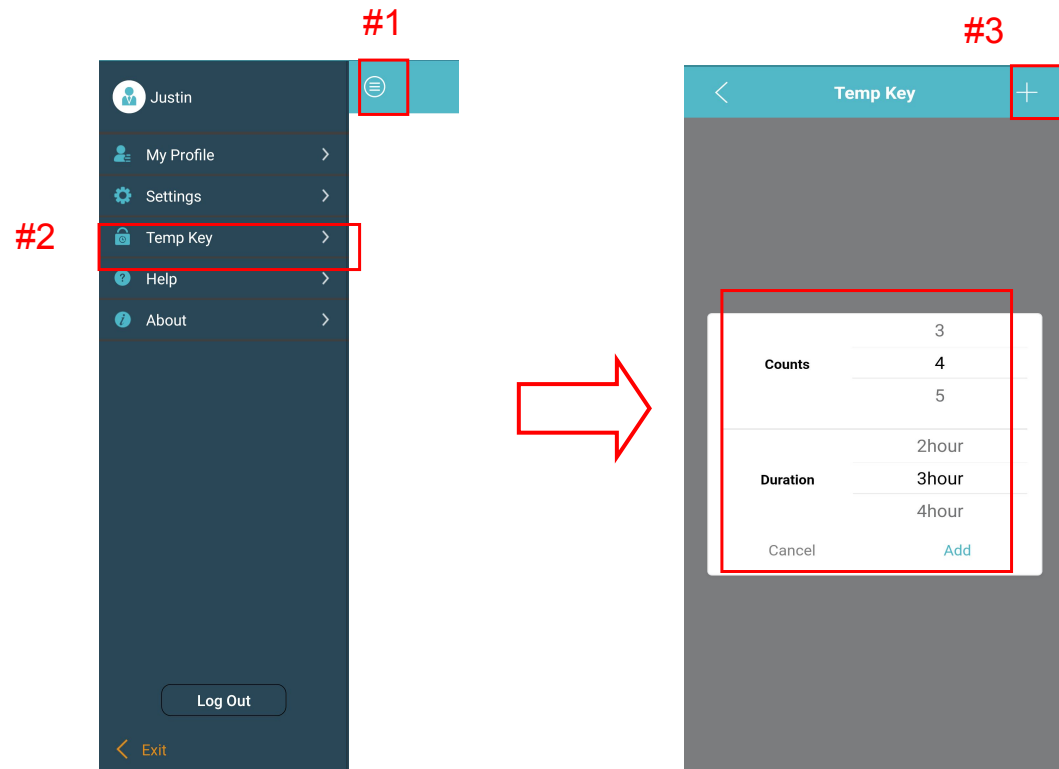 #1
Justin
My Profile
Settings
#2
Temp Key
Help
About
Log Out
Exit
#3
Temp Key
3
Counts
4
5
2hour
Duration
3hour
4hour
Cancel
Add